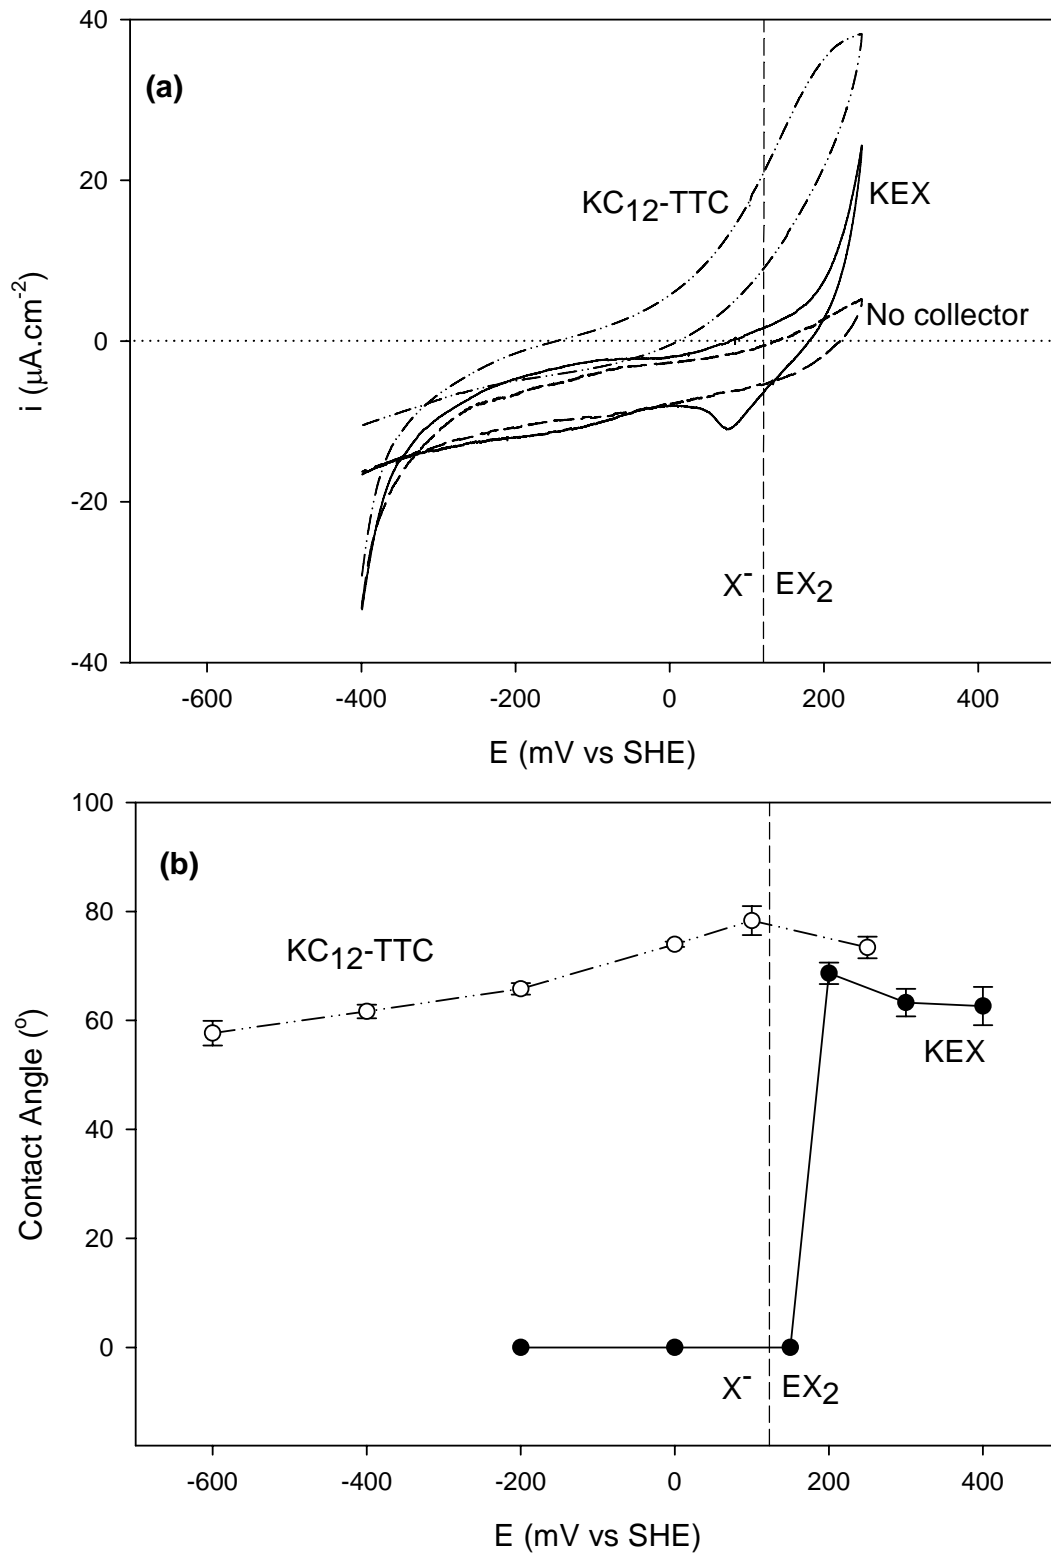 40
(a)
KC12-TTC
KEX
20
No collector
0
i (μA.cm-2)
-20
X- EX2
-40
-600 -400 -200 0 200 400
E (mV vs SHE)
100
(b)
80
KC12-TTC
60
KEX
Contact Angle (o)
40
20
0
X- EX2
-600 -400 -200 0 200 400
E (mV vs SHE)